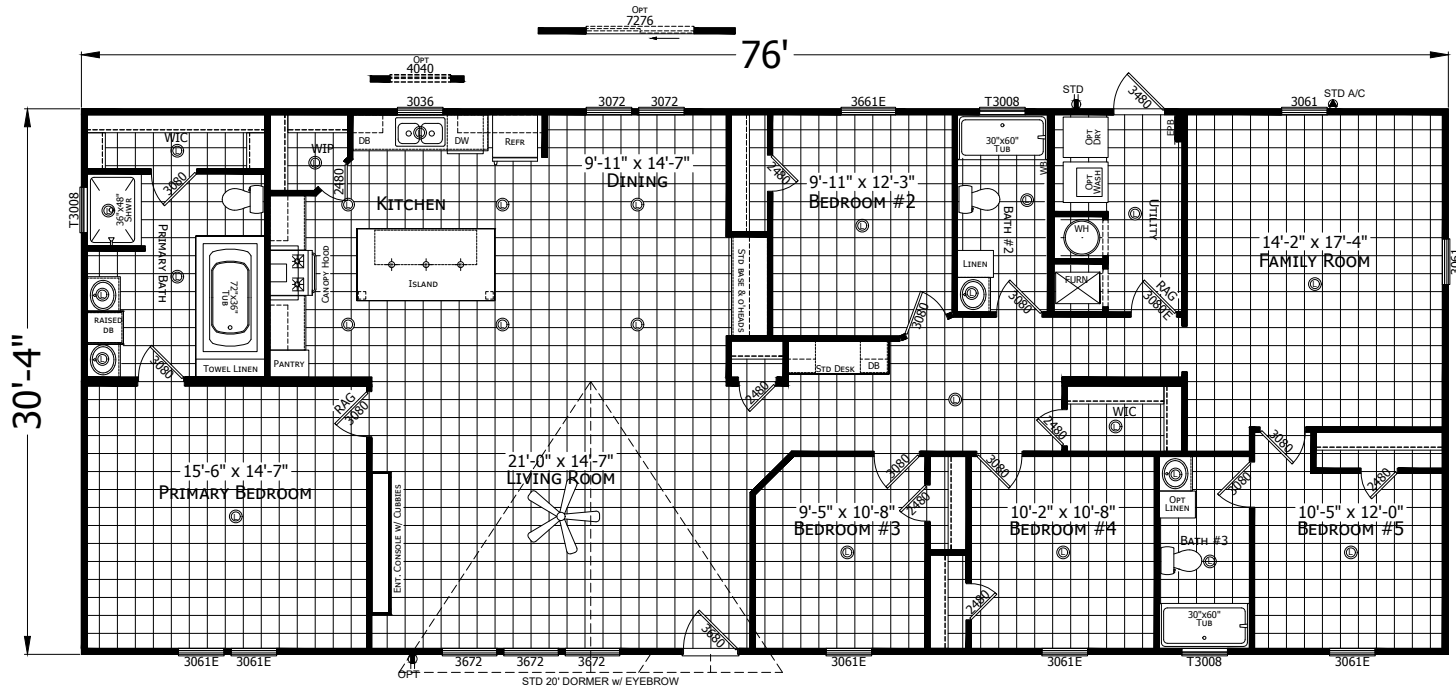 OPT
7276
76'
OPT
4040
3036
3072
3072
3661E
T3008
STD
3480
3061
STD A/C
WIC
3080
T3008
36"x48"
SHWR
PRIMARY BATH
RAISED
DB
3080
72"x36"
TUB
TOWEL LINEN
WIP
2480
DB
DW
REFR
KITCHEN
CANOPY HOOD
ISLAND
PANTRY
9'-11" x 14'-7"
DINING
STD BASE & O'HEADS
2480
9'-11" x 12'-3"
BEDROOM #2
3080
30"x60"
TUB
WB
BATH #2
LINEN
3080
OPT
DRY
OPT
WASH
EPB
UTILITY
WH
FURN
RAG
3080E
14'-2" x 17'-4"
FAMILY ROOM
3061
30'-4"
RAG
3080
15'-6" x 14'-7"
PRIMARY BEDROOM
ENT. CONSOLE W/ CUBBIES
21'-0" x 14'-7"
LIVING ROOM
2480
STD DESK
DB
2480
WIC
3080
9'-5" x 10'-8"
BEDROOM #3
2480
3080
10'-2" x 10'-8"
BEDROOM #4
2480
OPT
LINEN
BATH #3
30"x60"
TUB
3080
3080
2480
10'-5" x 12'-0"
BEDROOM #5
3680
3061E
3061E
OPT
3672
3672
3672
STD 20' DORMER w/ EYEBROW
3061E
3061E
T3008
3061E